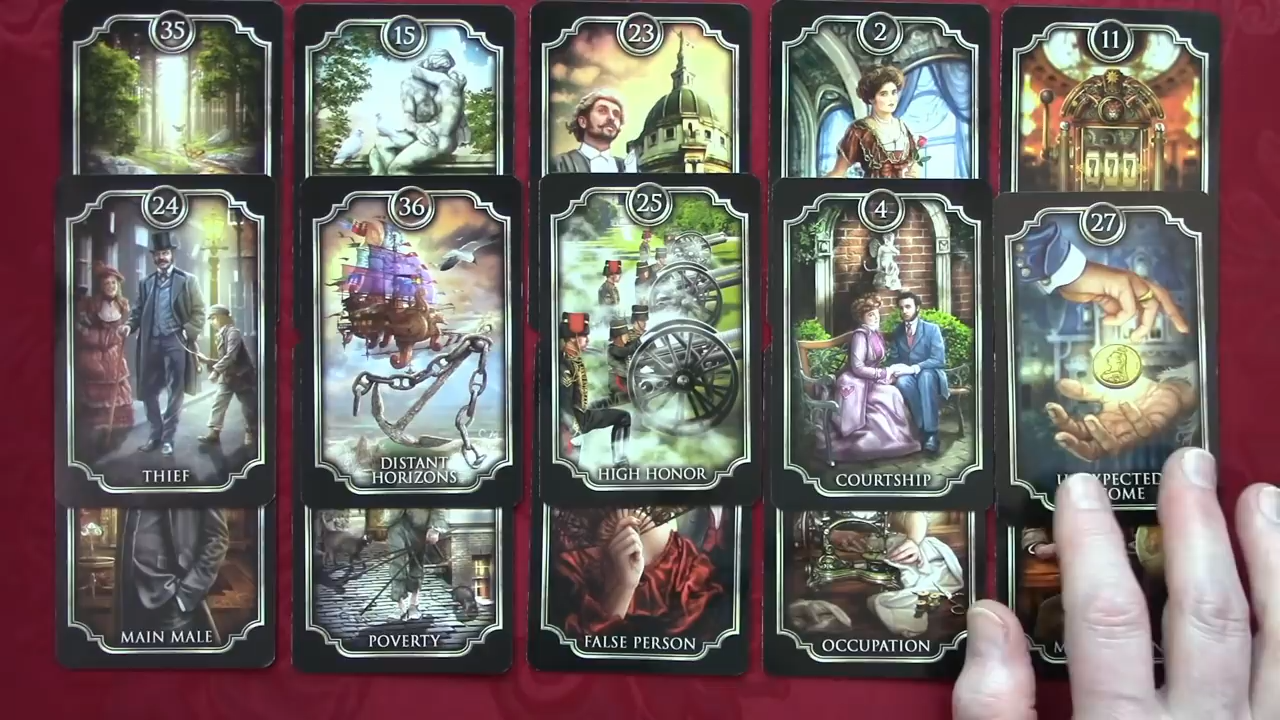 35
15
23
2
11
777
24
36
25
4
27
THIEF
DISTANT
HORIZONS
HIGH HONOR
COURTSHIP
MAIN MALE
POVERTY
FALSE PERSON
OCCUPATION